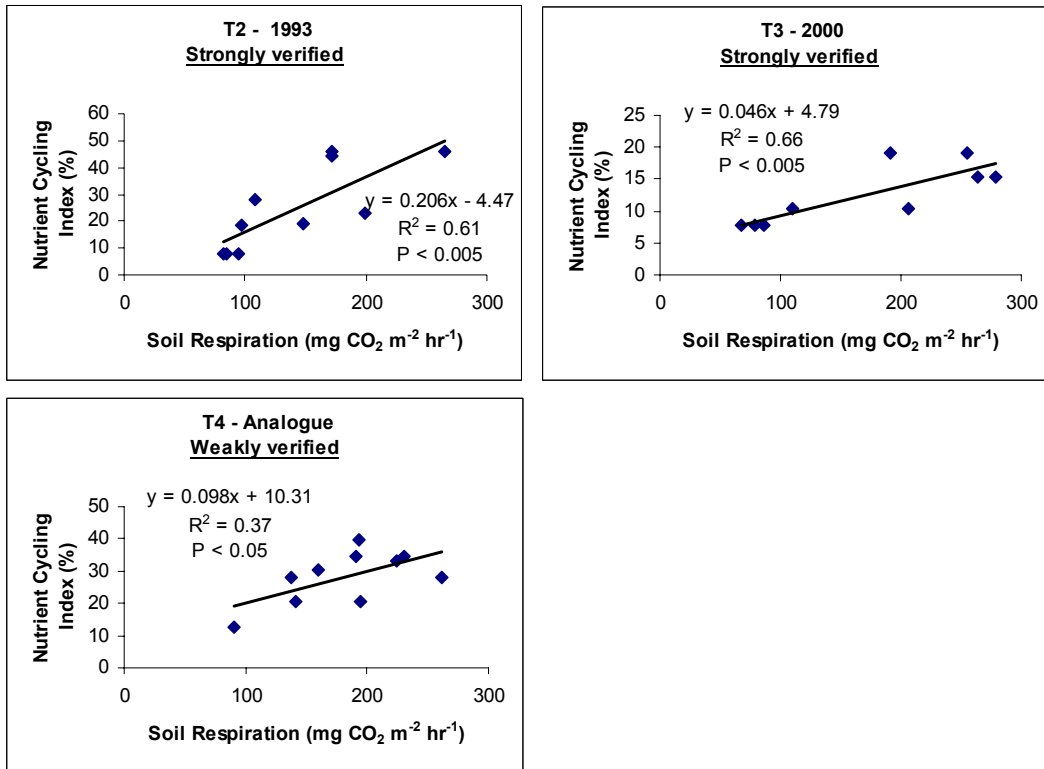 T2 -  1993
Strongly verified
60
50
40
30
20
10
0
0 100 200 300
Nutrient Cycling
Index (%)
y = 0.206x - 4.47
R² = 0.61
P < 0.005
Soil Respiration (mg CO₂ m⁻² hr⁻¹)
T3 - 2000
Strongly verified
25
20
15
10
5
0
0 100 200 300
Nutrient Cycling
Index (%)
y = 0.046x + 4.79
R² = 0.66
P < 0.005
Soil Respiration (mg CO₂ m⁻² hr⁻¹)
T4 - Analogue
Weakly verified
50
40
30
20
10
0
0 100 200 300
Nutrient Cycling
Index (%)
y = 0.098x + 10.31
R² = 0.37
P < 0.05
Soil Respiration (mg CO₂ m⁻² hr⁻¹)